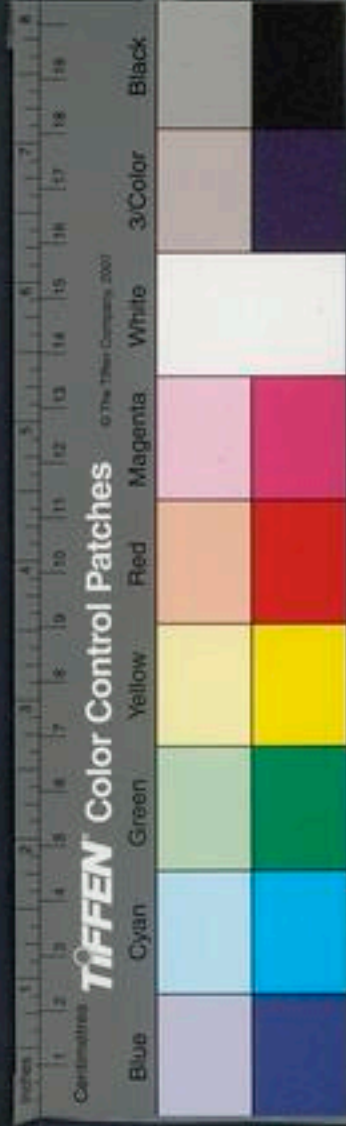 Inches 1 2 3 4 5 6 7 8
Centimetres 1 2 3 4 5 6 7 8 9 10 11 12 13 14 15 16 17 18 19
TIFFEN® Color Control Patches © The Tiffen Company, 2007
Blue Cyan Green Yellow Red Magenta White 3/Color Black